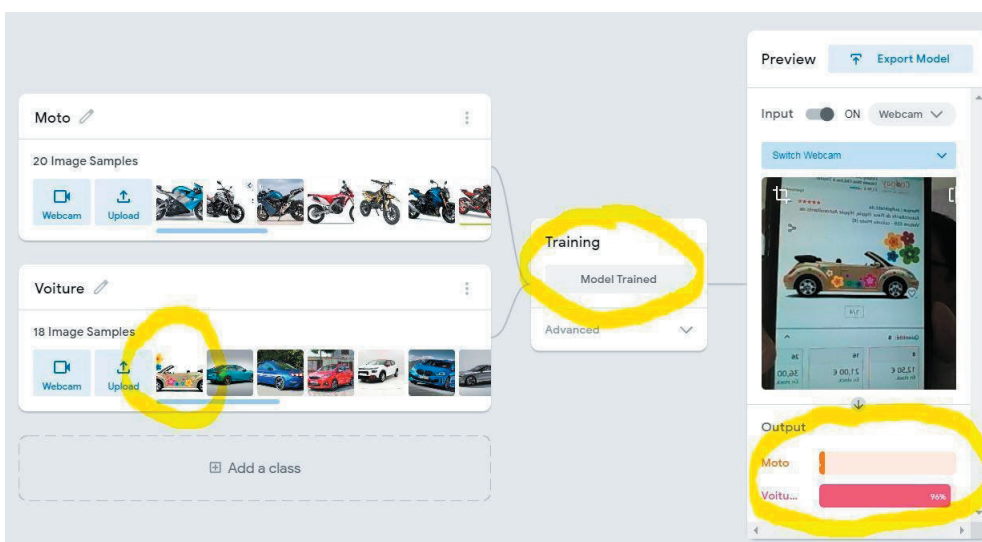 Moto
20 Image Samples
Webcam
Upload
Voiture
18 Image Samples
Webcam
Upload
Add a class
Training
Model Trained
Advanced
Preview
Export Model
Input ON Webcam
Switch Webcam
Output
Moto
Voitu...
96%